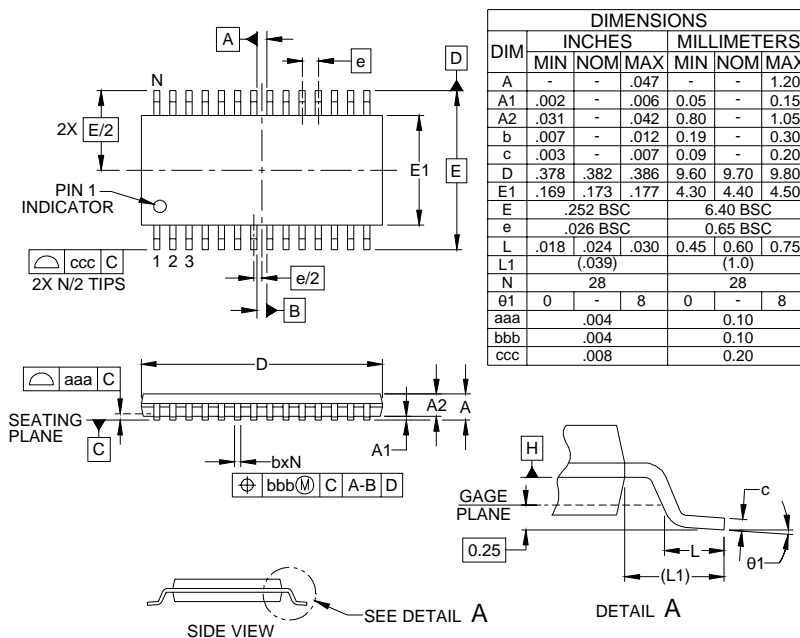 A
e
D
N
2X E/2
E1
E
PIN 1
INDICATOR
ccc C
2X N/2 TIPS
1 2 3
e/2
B
DIMENSIONS
DIM INCHES MILLIMETERS
MIN NOM MAX MIN NOM MAX
A - - .047 - - 1.20
A1 .002 - .006 0.05 - 0.15
A2 .031 - .042 0.80 - 1.05
b .007 - .012 0.19 - 0.30
c .003 - .007 0.09 - 0.20
D .378 .382 .386 9.60 9.70 9.80
E1 .169 .173 .177 4.30 4.40 4.50
E .252 BSC 6.40 BSC
e .026 BSC 0.65 BSC
L .018 .024 .030 0.45 0.60 0.75
L1 (.039) (1.0)
N 28 28
θ1 0 - 8 0 - 8
aaa .004 0.10
bbb .004 0.10
ccc .008 0.20
D
aaa C
SEATING
PLANE
C
A2 A
A1
bxN
⌖ bbbⓂ C A-B D
H
GAGE
PLANE
0.25
c
L
(L1)
θ1
DETAIL A
SEE DETAIL A
SIDE VIEW